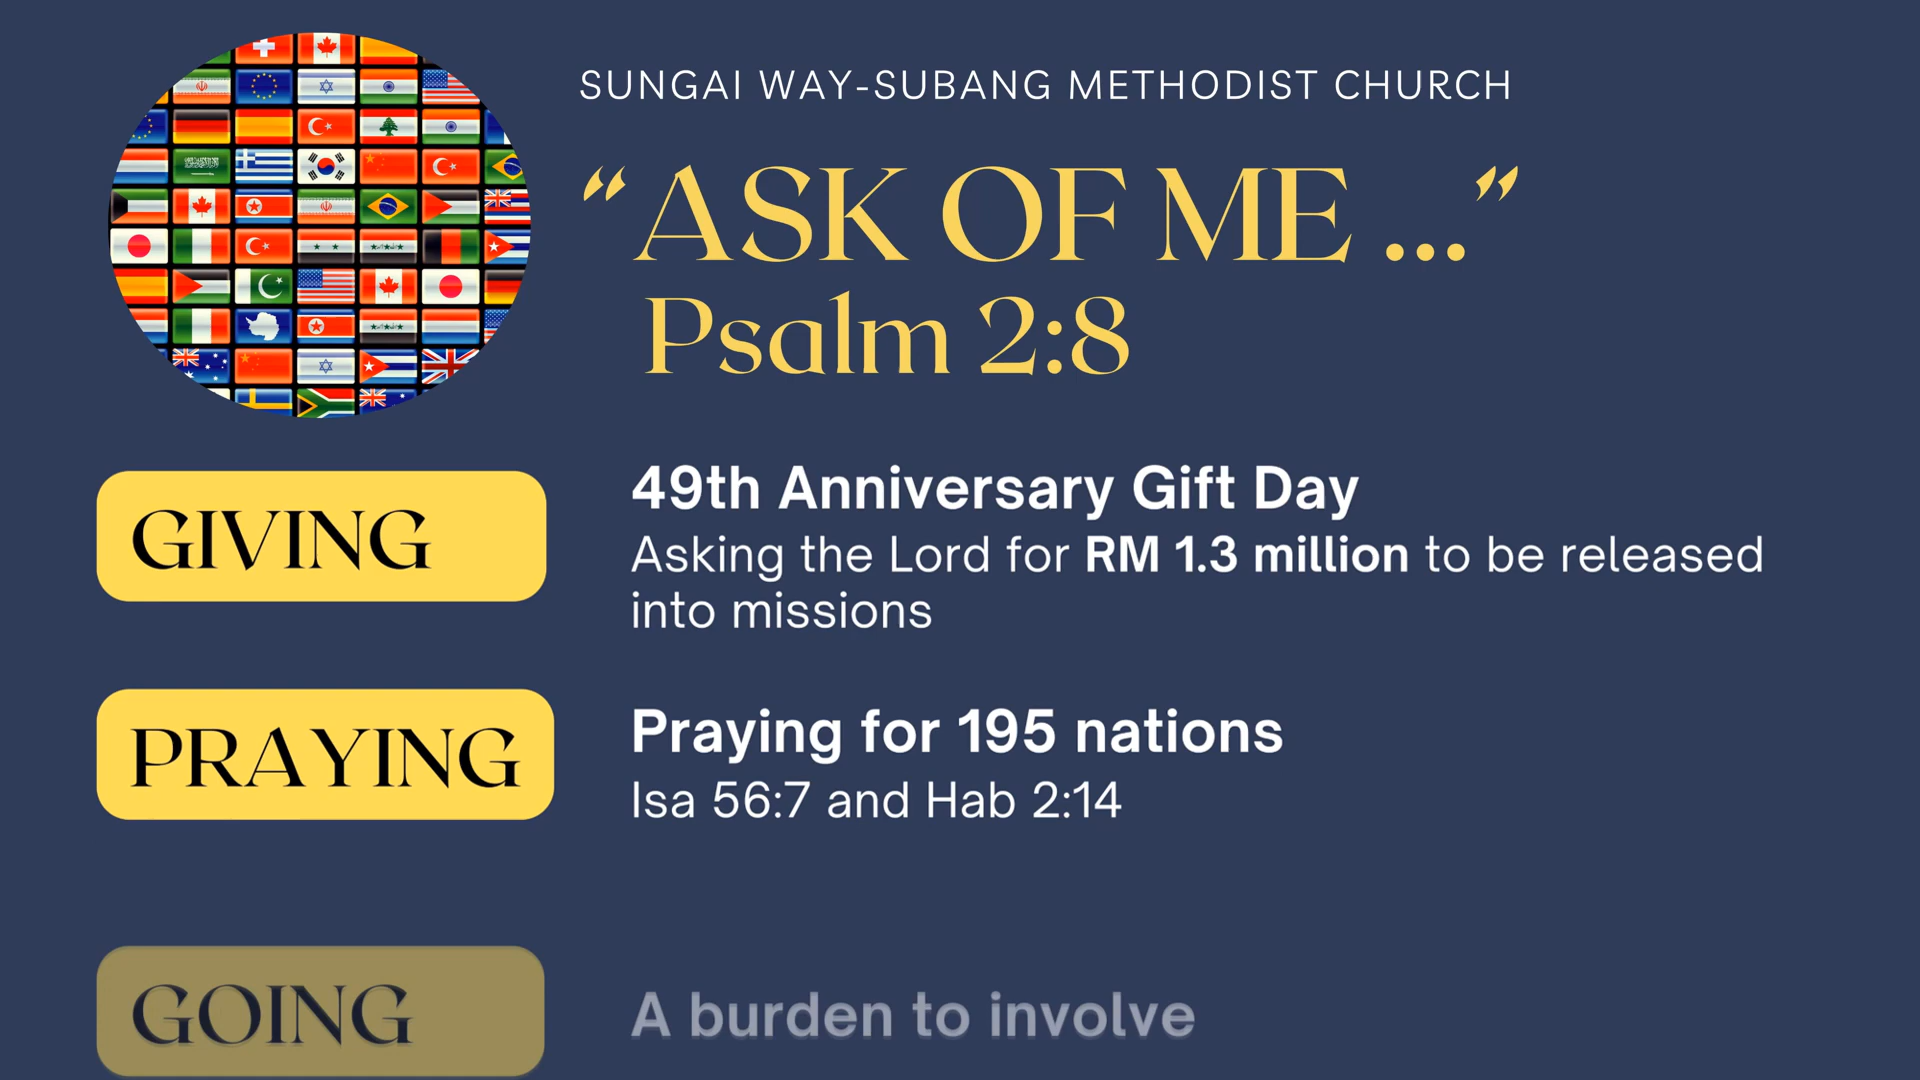 SUNGAI WAY-SUBANG METHODIST CHURCH
“ASK OF ME ...”
Psalm 2:8
GIVING
49th Anniversary Gift Day
Asking the Lord for RM 1.3 million to be released
into missions
PRAYING
Praying for 195 nations
Isa 56:7 and Hab 2:14
GOING
A burden to involve